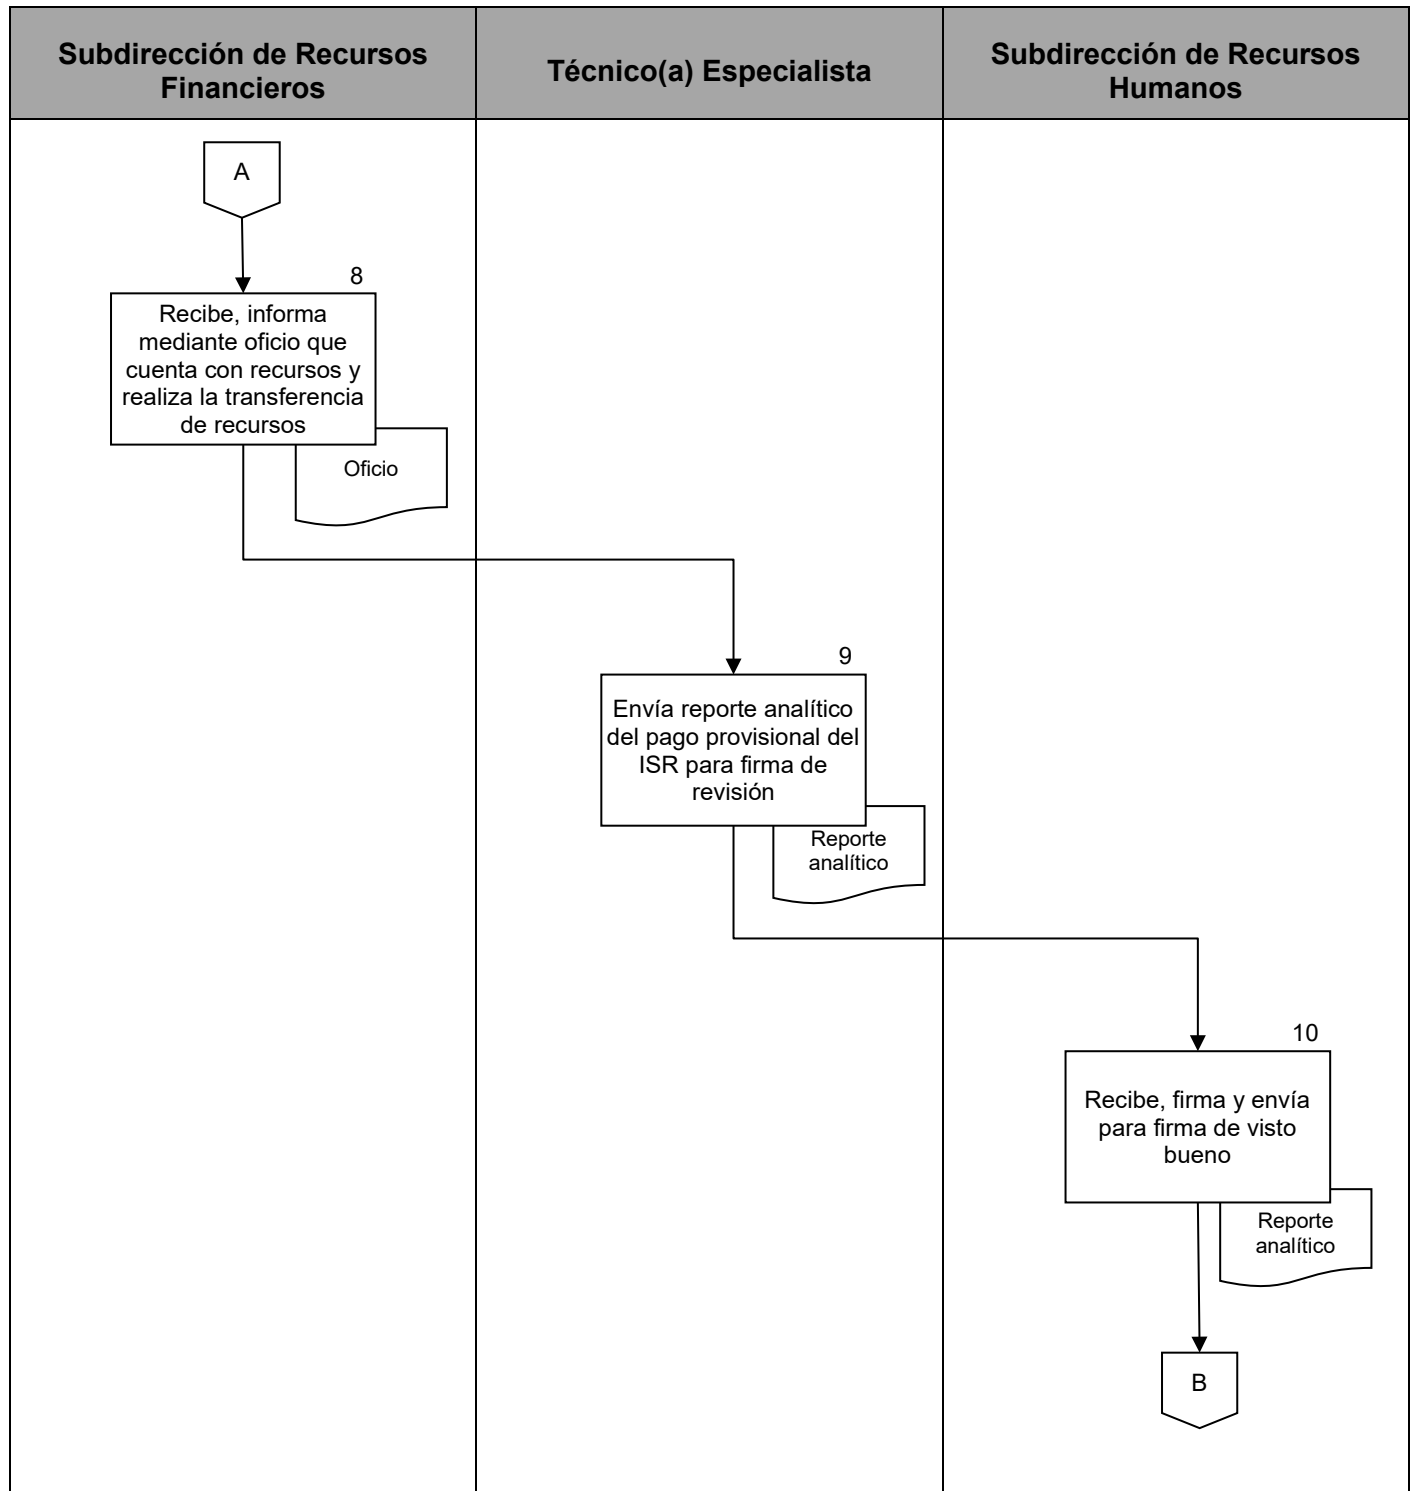 Subdirección de Recursos
Financieros
Técnico(a) Especialista
Subdirección de Recursos
Humanos
A
8
Recibe, informa
mediante oficio que
cuenta con recursos y
realiza la transferencia
de recursos
Oficio
9
Envía reporte analítico
del pago provisional del
ISR para firma de
revisión
Reporte
analítico
10
Recibe, firma y envía
para firma de visto
bueno
Reporte
analítico
B